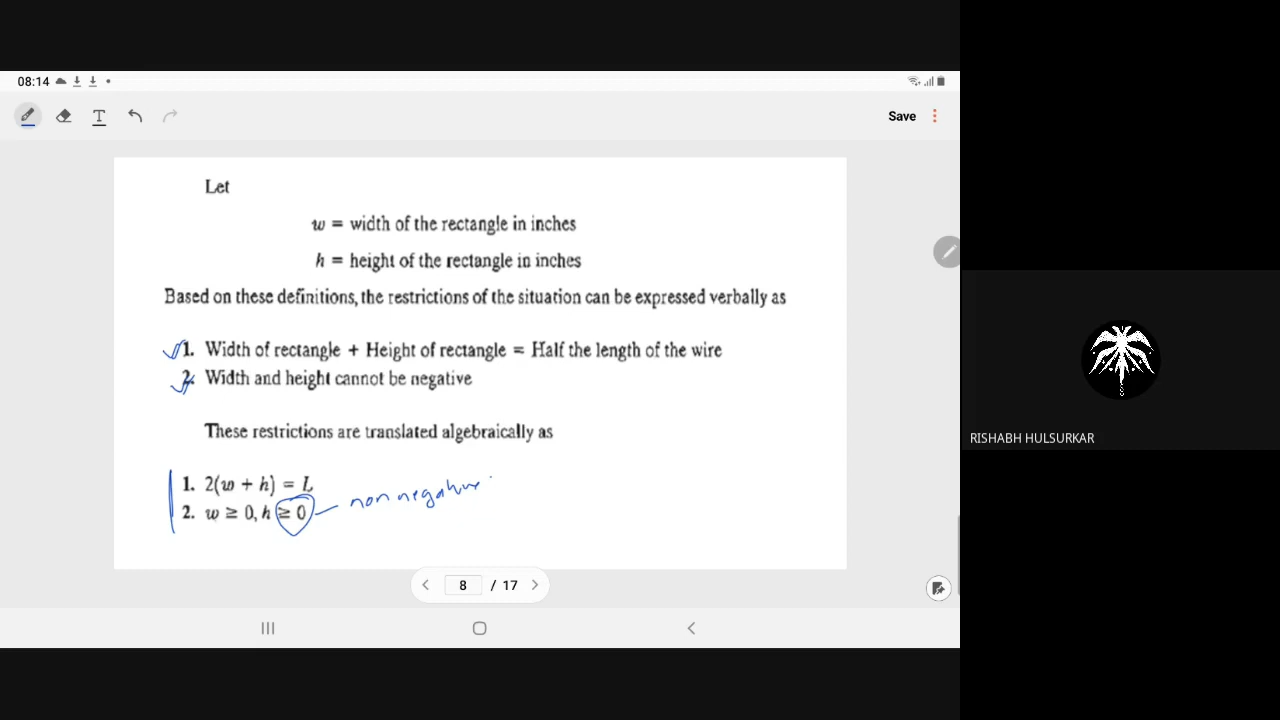 08:14
Save
Let
w = width of the rectangle in inches
h = height of the rectangle in inches
Based on these definitions, the restrictions of the situation can be expressed verbally as
1. Width of rectangle + Height of rectangle = Half the length of the wire
2. Width and height cannot be negative
These restrictions are translated algebraically as
1. 2(w + h) = L
2. w ≥ 0, h ≥ 0 – non negative
8 / 17
RISHABH HULSURKAR